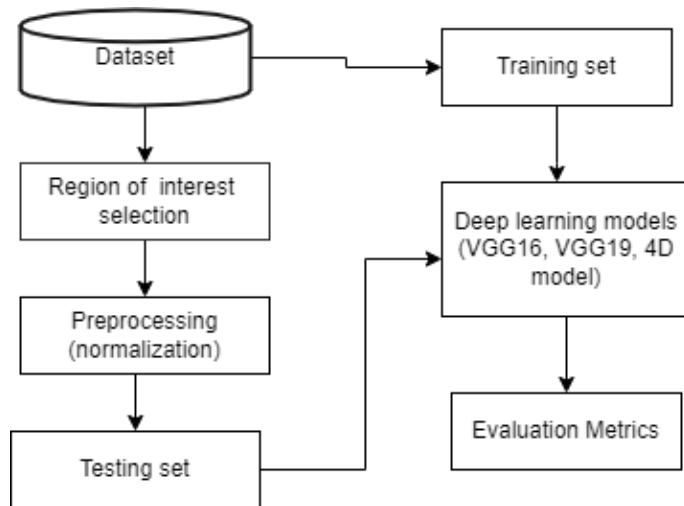 Dataset
Training set
Region of interest
selection
Deep learning models
(VGG16, VGG19, 4D
model)
Preprocessing
(normalization)
Evaluation Metrics
Testing set